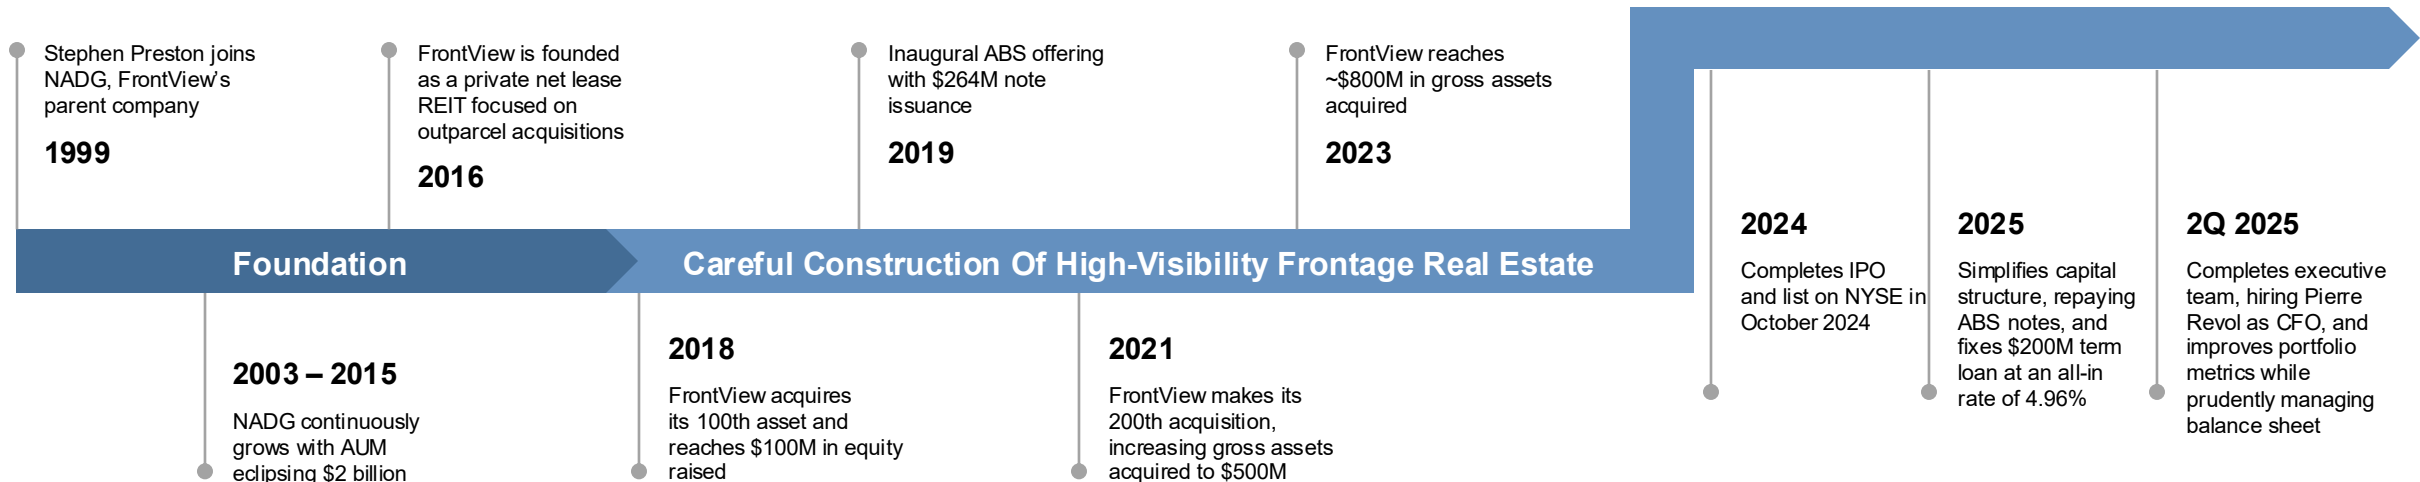 Stephen Preston joins
NADG, FrontView's
parent company
1999
FrontView is founded
as a private net lease
REIT focused on
outparcel acquisitions
2016
Inaugural ABS offering
with $264M note
issuance
2019
FrontView reaches
~$800M in gross assets
acquired
2023
Foundation
Careful Construction Of High-Visibility Frontage Real Estate
2003 – 2015
NADG continuously
grows with AUM
eclipsing $2 billion
2018
FrontView acquires
its 100th asset and
reaches $100M in equity
raised
2021
FrontView makes its
200th acquisition,
increasing gross assets
acquired to $500M
2024
Completes IPO
and list on NYSE in
October 2024
2025
Simplifies capital
structure, repaying
ABS notes, and
fixes $200M term
loan at an all-in
rate of 4.96%
2Q 2025
Completes executive
team, hiring Pierre
Revol as CFO, and
improves portfolio
metrics while
prudently managing
balance sheet